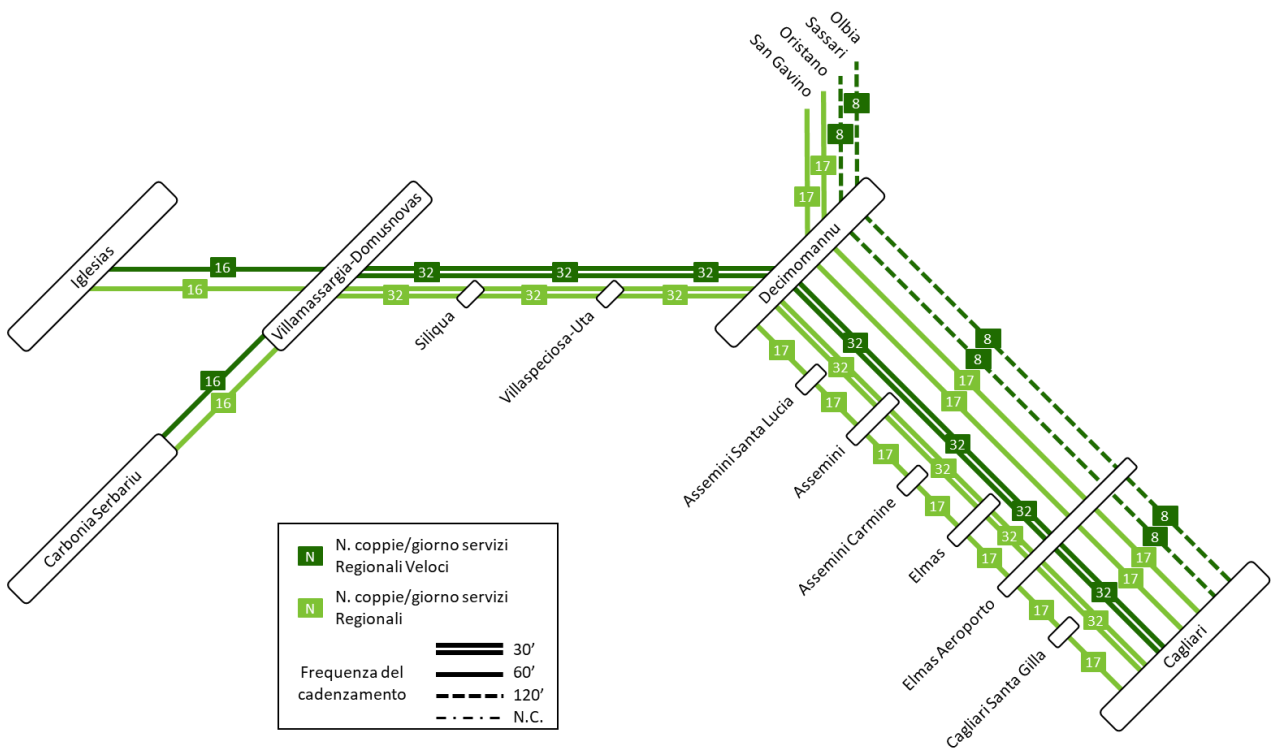 Olbia
Sassari
Oristano
San Gavino
8
8
17
17
Iglesias
Villamassargia-Domusnovas
Decimomannu
16
32
32
32
16
32
32
32
Siliqua
Villaspeciosa-Uta
16
16
Carbonia Serbariu
8
8
17
17
32
32
17
17
32
32
17
17
32
32
17
17
8
8
17
17
32
32
17
Assemini Santa Lucia
Assemini
Assemini Carmine
Elmas
Elmas Aeroporto
Cagliari Santa Gilla
Cagliari
N N. coppie/giorno servizi
Regionali Veloci
N N. coppie/giorno servizi
Regionali
Frequenza del
cadenzamento
30'
60'
120'
N.C.